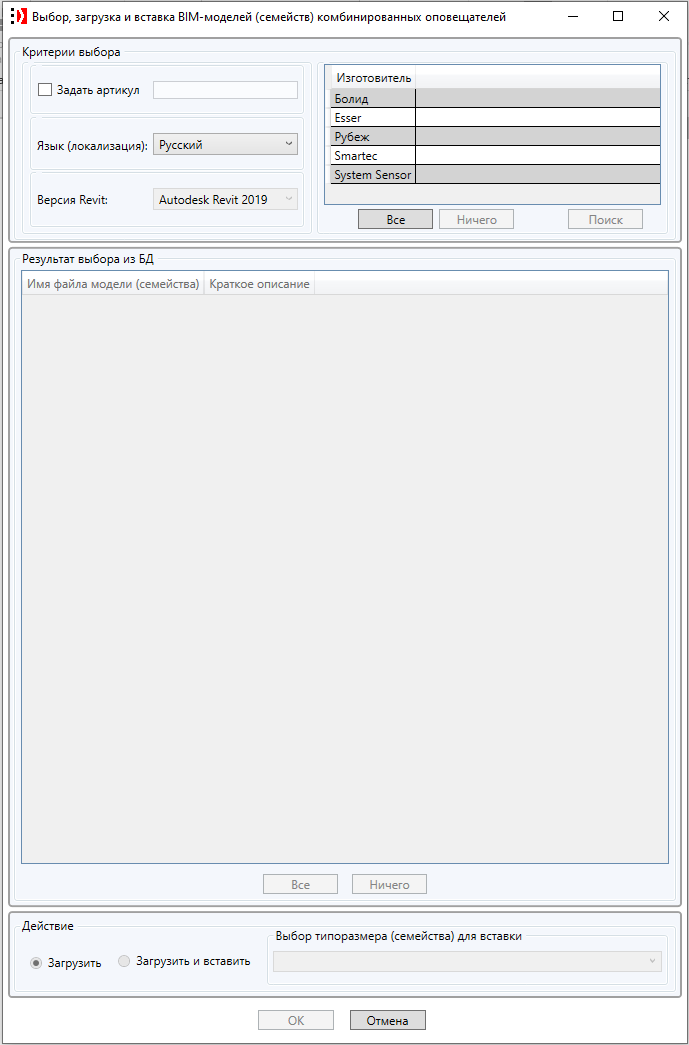 Выбор, загрузка и вставка BIM-моделей (семейств) комбинированных оповещателей
Критерии выбора
Задать артикул
Язык (локализация): Русский
Версия Revit: Autodesk Revit 2019
Изготовитель
Болид
Esser
Рубеж
Smartec
System Sensor
Все Ничего Поиск
Результат выбора из БД
Имя файла модели (семейства) Краткое описание
Все Ничего
Действие
Загрузить Загрузить и вставить
Выбор типоразмера (семейства) для вставки
ОК Отмена